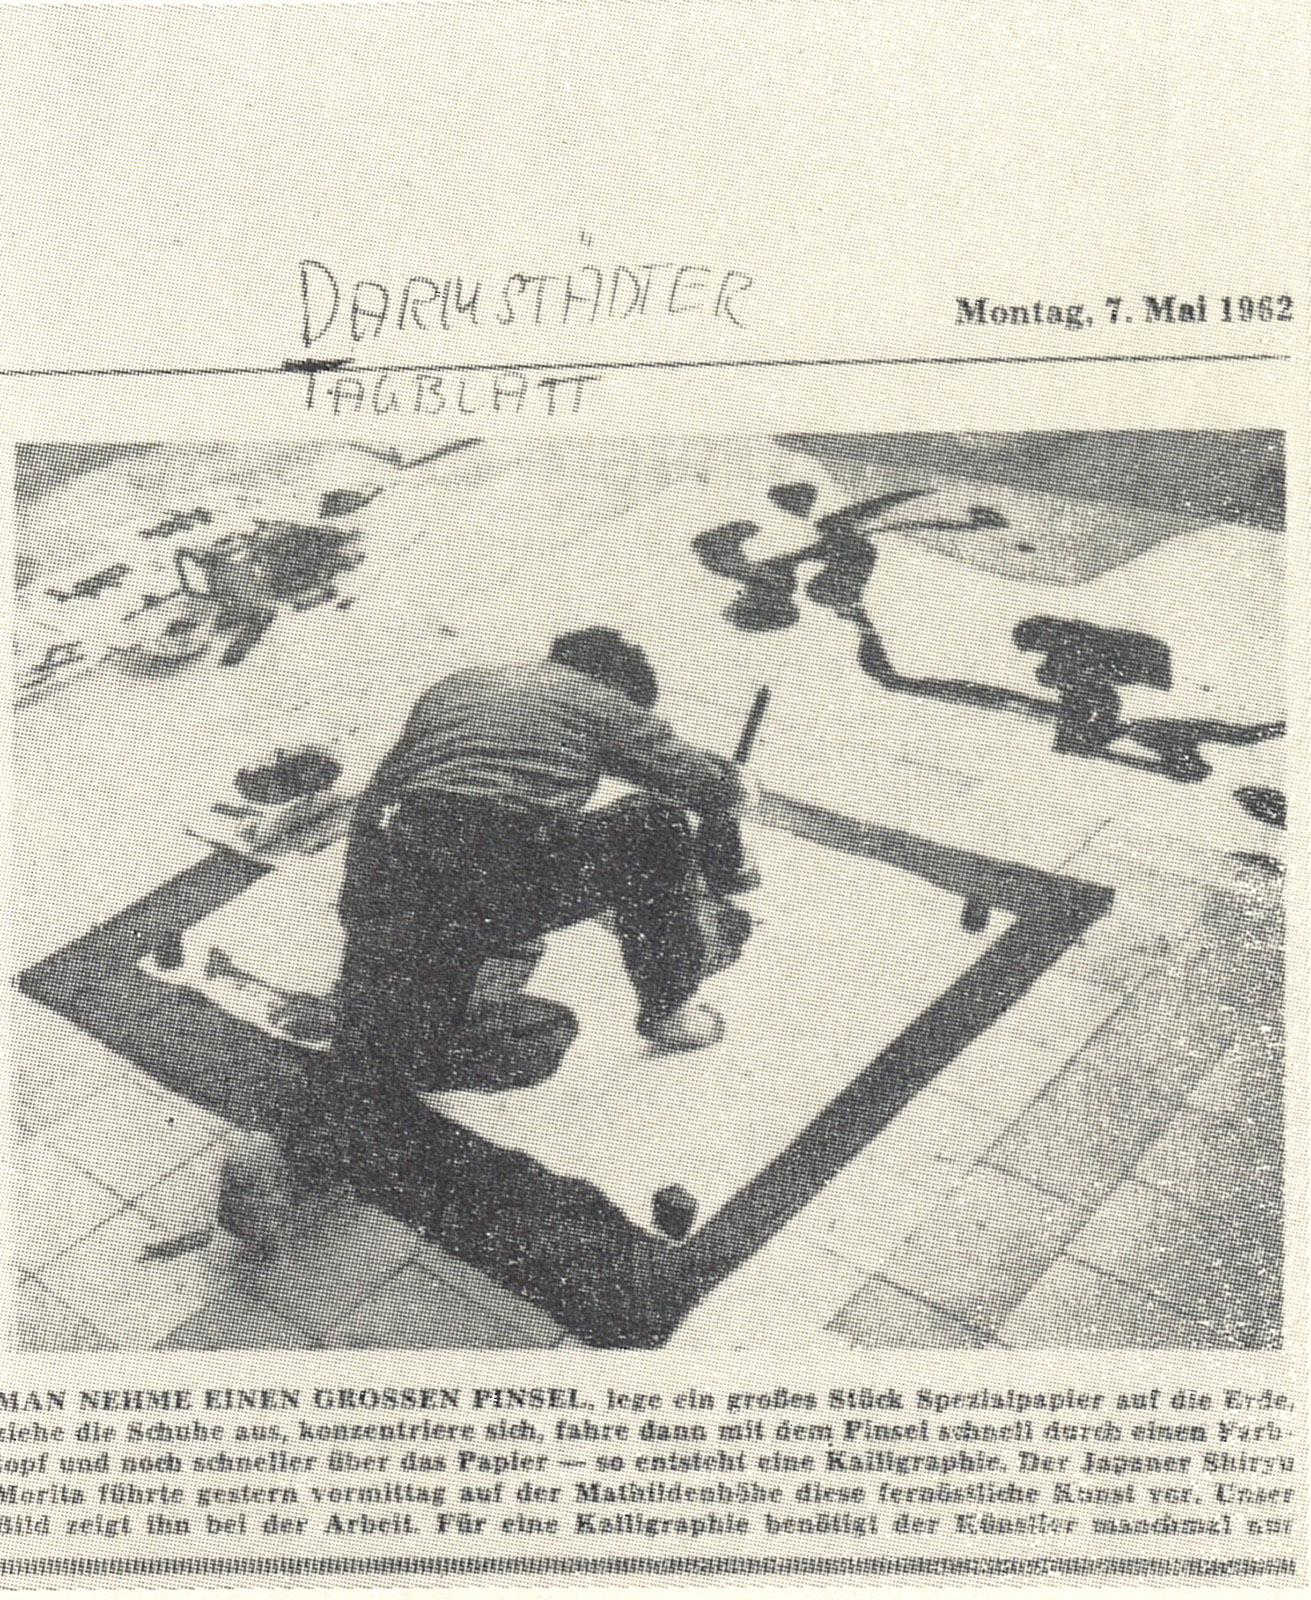 DARMSTÄDTER
Montag, 7. Mai 1962
TAGBLATT
MAN NEHME EINEN GROSSEN PINSEL, lege ein großes Stück Spezialpapier auf die Erde,
ziehe die Schuhe aus, konzentriere sich, fahre dann mit dem Pinsel schnell durch einen Farb-
topf und noch schneller über das Papier — so entsteht eine Kalligraphie. Der Japaner Shiryu
Morita führte gestern vormittag auf der Mathildenhöhe diese fernöstliche Kunst vor. Unser
Bild zeigt ihn bei der Arbeit. Für eine Kalligraphie benötigt der Künstler manchmal nur